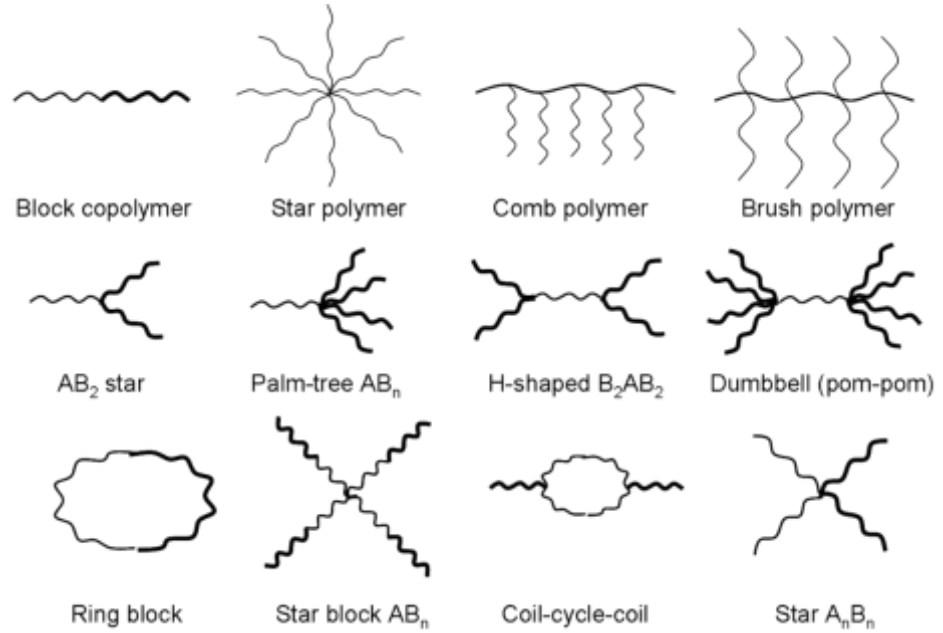 Block copolymer
Star polymer
Comb polymer
Brush polymer
AB₂ star
Palm-tree ABₙ
H-shaped B₂AB₂
Dumbbell (pom-pom)
Ring block
Star block ABₙ
Coil-cycle-coil
Star AₙBₙ